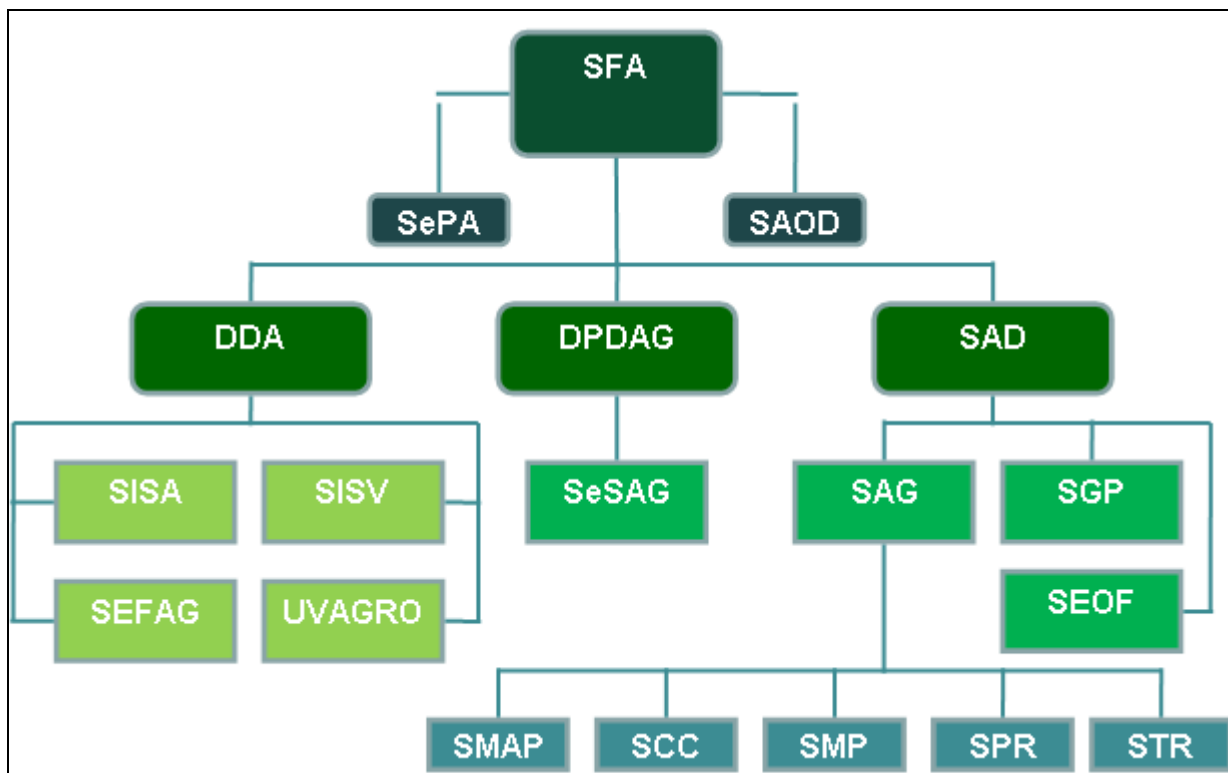 SFA
SePA
SAOD
DDA
DPDAG
SAD
SISA
SISV
SeSAG
SAG
SGP
SEFAG
UVAGRO
SEOF
SMAP
SCC
SMP
SPR
STR